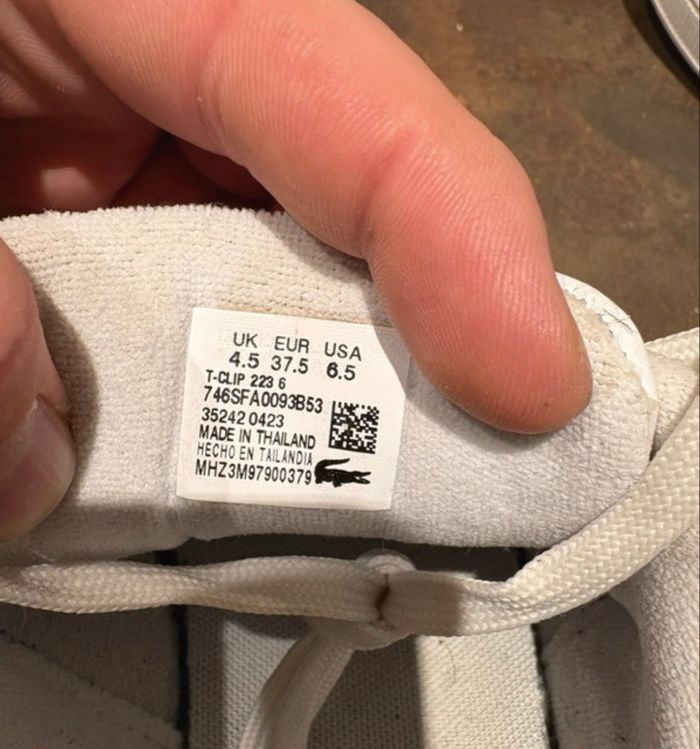 UK EUR USA
4.5 37.5 6.5
T-CLIP 223 6
746SFA0093B53
35242 0423
MADE IN THAILAND
HECHO EN TAILANDIA
MHZ3M97900379